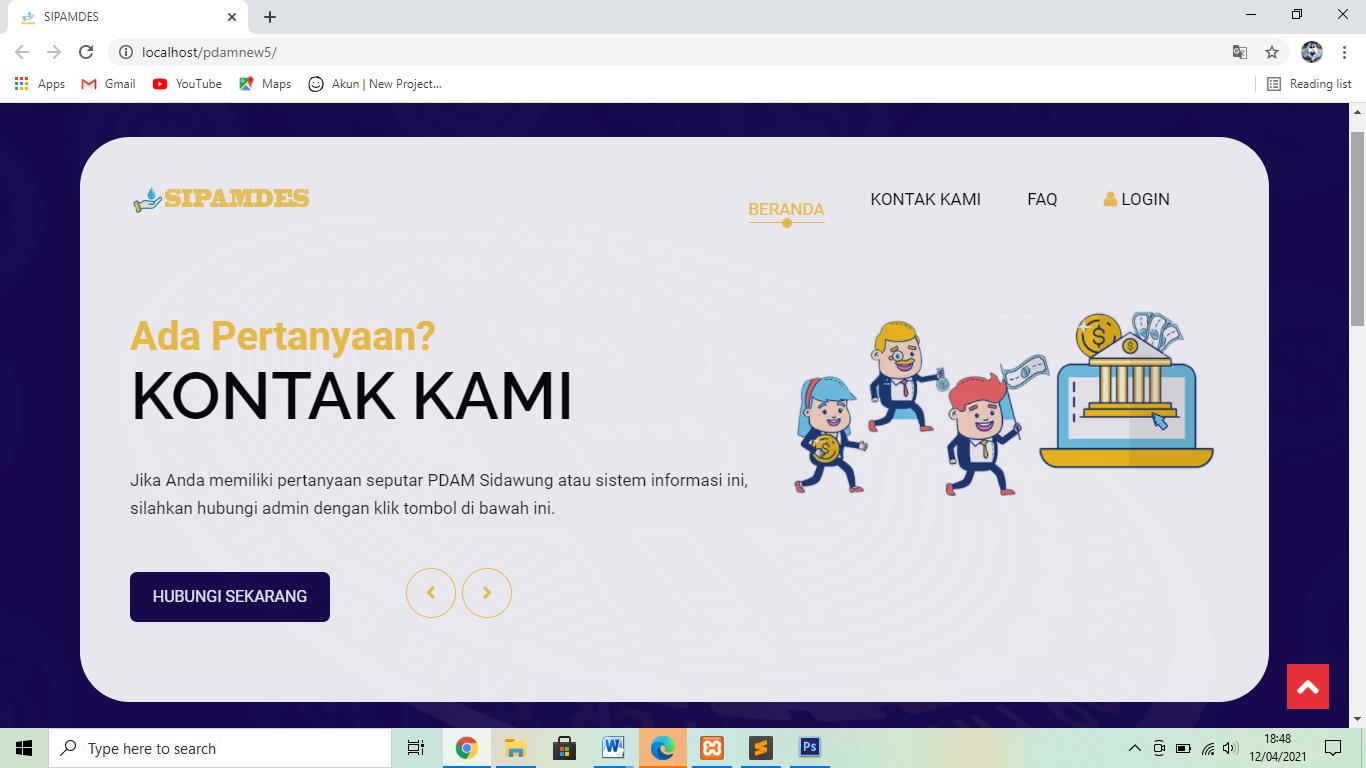 SIPAMDES
localhost/pdamnew5/
Apps
Gmail
YouTube
Maps
Akun | New Project...
Reading list
SIPAMDES
BERANDA
KONTAK KAMI
FAQ
LOGIN
Ada Pertanyaan?
KONTAK KAMI
Jika Anda memiliki pertanyaan seputar PDAM Sidawung atau sistem informasi ini,
silahkan hubungi admin dengan klik tombol di bawah ini.
HUBUNGI SEKARANG
Type here to search
18:48
12/04/2021